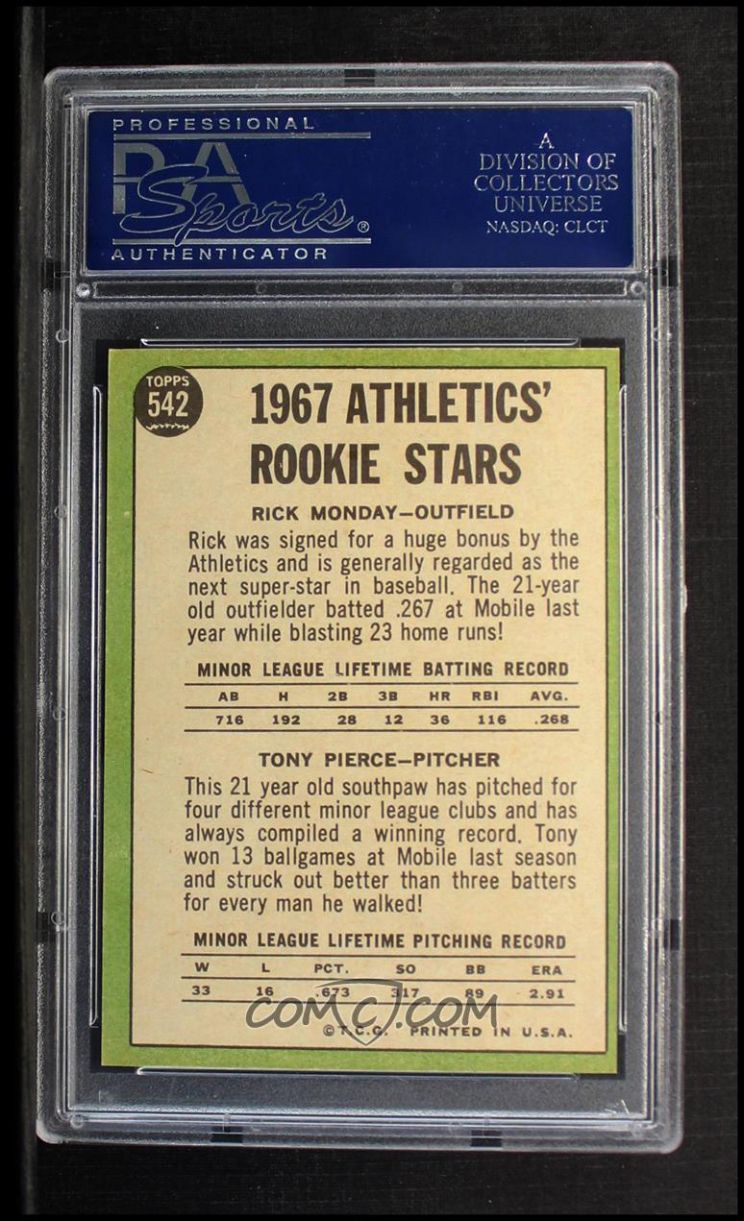 PROFESSIONAL
PSA
Sports®
AUTHENTICATOR
A
DIVISION OF
COLLECTORS
UNIVERSE
NASDAQ: CLCT
TOPPS
542
1967 ATHLETICS'
ROOKIE STARS
RICK MONDAY—OUTFIELD
Rick was signed for a huge bonus by the
Athletics and is generally regarded as the
next super-star in baseball. The 21-year
old outfielder batted .267 at Mobile last
year while blasting 23 home runs!
MINOR LEAGUE LIFETIME BATTING RECORD
AB H 2B 3B HR RBI AVG.
716 192 28 12 36 116 .268
TONY PIERCE—PITCHER
This 21 year old southpaw has pitched for
four different minor league clubs and has
always compiled a winning record. Tony
won 13 ballgames at Mobile last season
and struck out better than three batters
for every man he walked!
MINOR LEAGUE LIFETIME PITCHING RECORD
W L PCT. SO BB ERA
33 16 .673 317 89 2.91
COMC.COM
© T.C.G. PRINTED IN U.S.A.